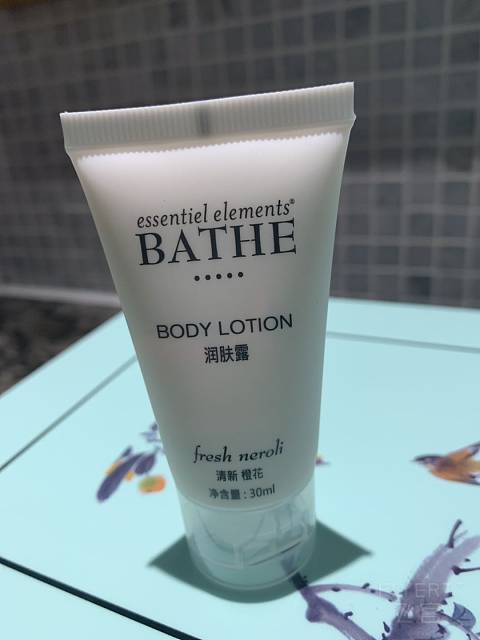 essentiel elements®
BATHE
BODY LOTION
润肤露
fresh neroli
清新 橙花
净含量：30ml